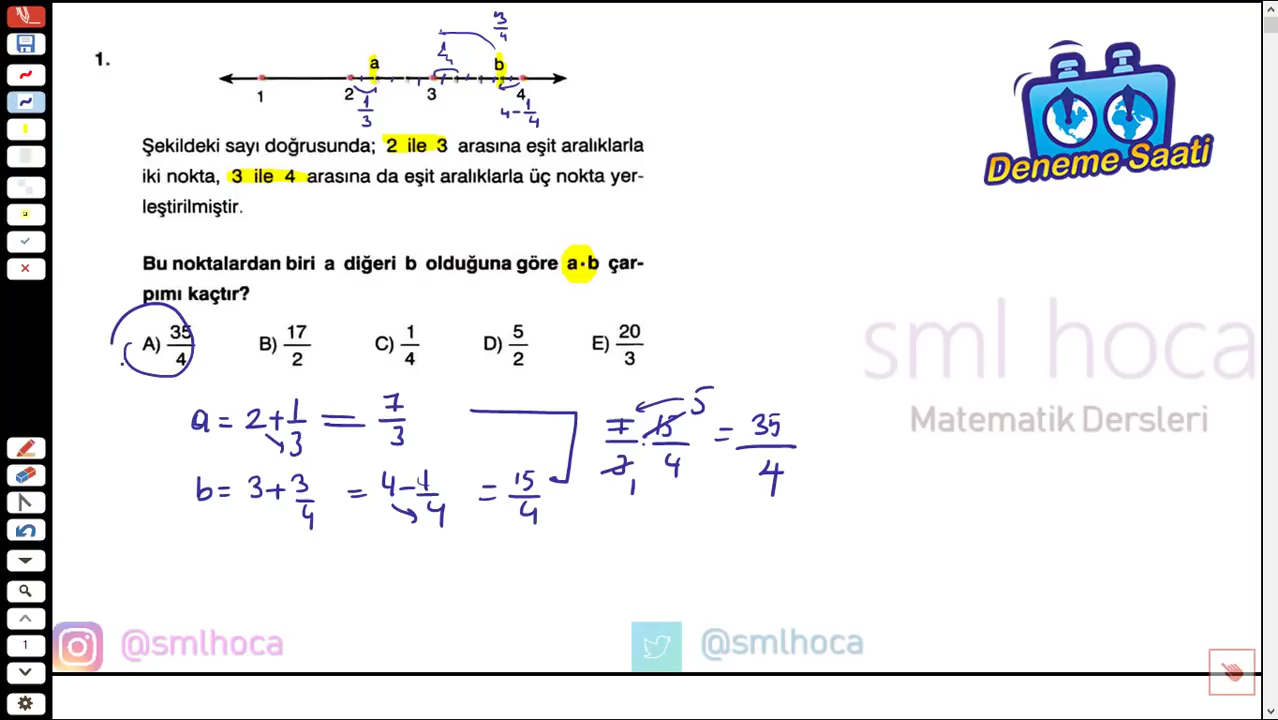 1.
3/4
1/4
a
b
1 2 3 4
1/3
4-1/4
Şekildeki sayı doğrusunda; 2 ile 3 arasına eşit aralıklarla
iki nokta, 3 ile 4 arasına da eşit aralıklarla üç nokta yer-
leştirilmiştir.
Bu noktalardan biri a diğeri b olduğuna göre a·b çar-
pımı kaçtır?
A) 35/4 B) 17/2 C) 1/4 D) 5/2 E) 20/3
a = 2 + 1/3 = 7/3
b = 3 + 3/4 = 4 - 1/4 = 15/4
7/3 · 15/4 = 35/4
5
1
Deneme Saati
sml hoca
Matematik Dersleri
@smlhoca
@smlhoca
1